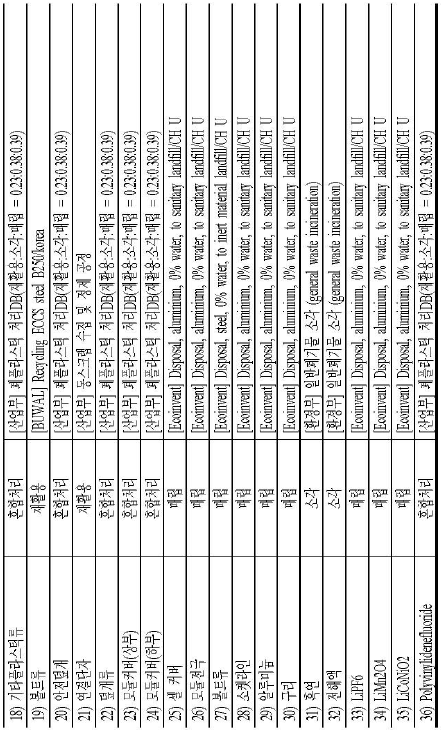 18) 기타플라스틱류 혼합처리 [산업부] 폐플라스틱 처리DB(재활용:소각:매립 = 0.23:0.38:0.39)
19) 볼트류 재활용 [BUWAL] Recycling ECCS steel B250/korea
20) 안전덮개 혼합처리 [산업부] 폐플라스틱 처리DB(재활용:소각:매립 = 0.23:0.38:0.39)
21) 연결단자 재활용 [산업부] 동스크랩 수집 및 정제 공정
22) 덮개류 혼합처리 [산업부] 폐플라스틱 처리DB(재활용:소각:매립 = 0.23:0.38:0.39)
23) 모듈커버(상부) 혼합처리 [산업부] 폐플라스틱 처리DB(재활용:소각:매립 = 0.23:0.38:0.39)
24) 모듈커버(하부) 혼합처리 [산업부] 폐플라스틱 처리DB(재활용:소각:매립 = 0.23:0.38:0.39)
25) 셀 커버 매립 [Ecoinvent] Disposal, aluminium, 0% water, to sanitary landfill/CH U
26) 모듈전극 매립 [Ecoinvent] Disposal, aluminium, 0% water, to sanitary landfill/CH U
27) 볼트류 매립 [Ecoinvent] Disposal, steel, 0% water, to inert material landfill/CH U
28) 소켓라인 매립 [Ecoinvent] Disposal, aluminium, 0% water, to sanitary landfill/CH U
29) 알루미늄 매립 [Ecoinvent] Disposal, aluminium, 0% water, to sanitary landfill/CH U
30) 구리 매립 [Ecoinvent] Disposal, aluminium, 0% water, to sanitary landfill/CH U
31) 흑연 소각 [환경부] 일반폐기물 소각 (general waste incineration)
32) 전해액 소각 [환경부] 일반폐기물 소각 (general waste incineration)
33) LiPF6 매립 [Ecoinvent] Disposal, aluminium, 0% water, to sanitary landfill/CH U
34) LiMn2O4 매립 [Ecoinvent] Disposal, aluminium, 0% water, to sanitary landfill/CH U
35) LiCoNiO2 매립 [Ecoinvent] Disposal, aluminium, 0% water, to sanitary landfill/CH U
36) Polyvinylidenefluoride 혼합처리 [산업부] 폐플라스틱 처리DB(재활용:소각:매립 = 0.23:0.38:0.39)